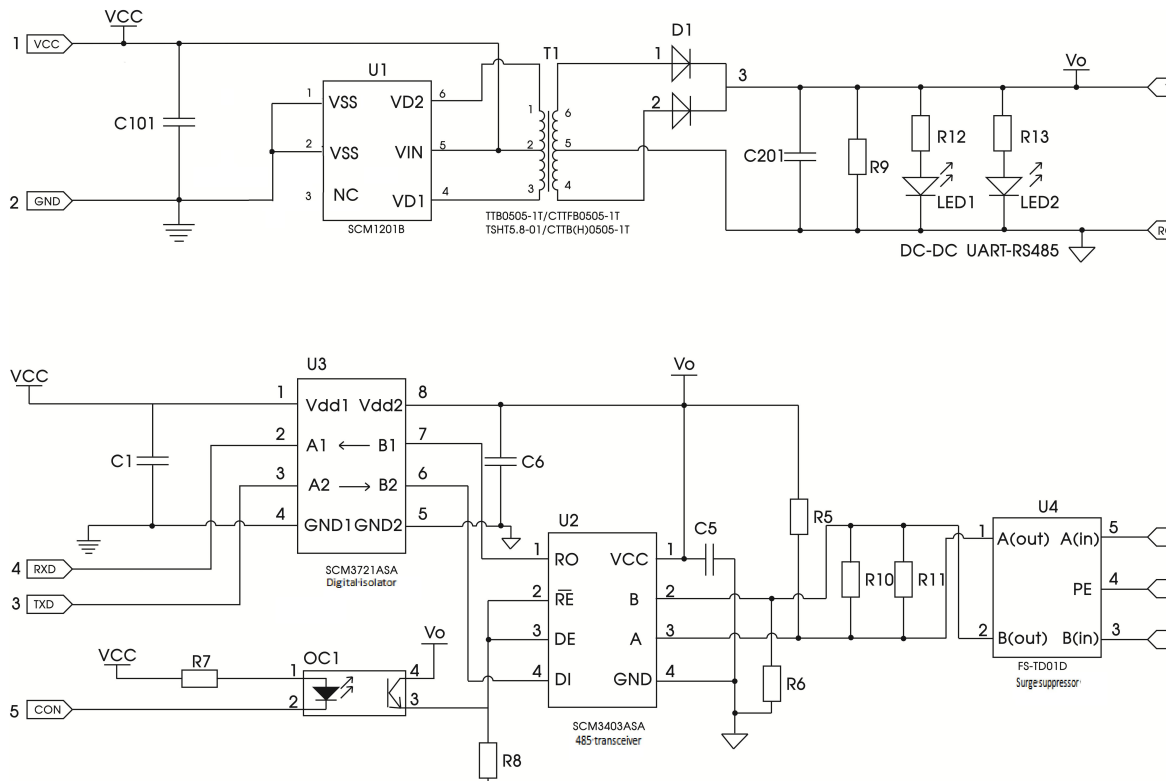 VCC
1 VCC
C101
2 GND
U1
1 VSS VD2 6
2 VSS VIN 5
3 NC VD1 4
SCM1201B
T1
1 6
2 5
3 4
TTB0505-1T/CTTFB0505-1T
TSHT5.8-01/CTTB(H)0505-1T
D1
1
2
3
Vo
C201
R9
R12
R13
LED1
LED2
DC-DC UART-RS485
VCC
U3
1 Vdd1 Vdd2 8
2 A1 ← B1 7
3 A2 → B2 6
4 GND1 GND2 5
SCM3721ASA
Digital isolator
C1
C6
Vo
4 RXD
3 TXD
U2
1 RO VCC 1
2 RE B 2
3 DE A 3
4 DI GND 4
SCM3403ASA
485 transceiver
C5
R5
R6
R10
R11
U4
1 A(out) A(in) 5
PE 4
2 B(out) B(in) 3
FS-TD01D
Surge suppressor
VCC
R7
OC1
1 4
2 3
Vo
5 CON
R8